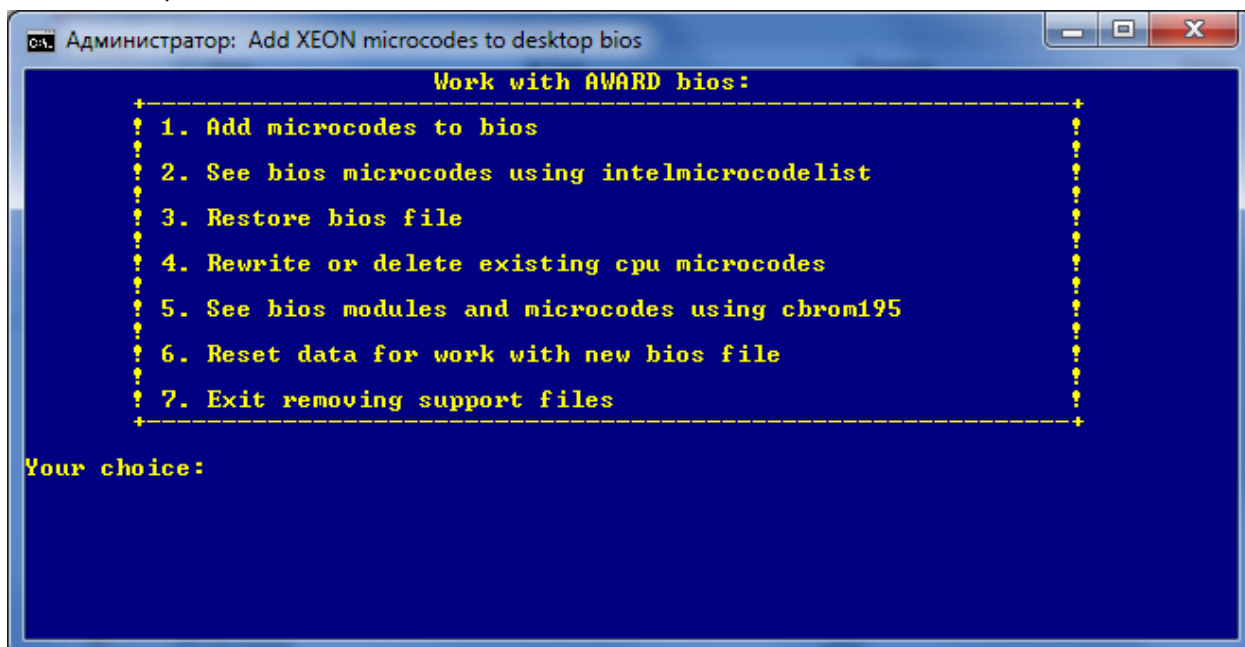 Администратор: Add XEON microcodes to desktop bios
Work with AWARD bios:
1. Add microcodes to bios
2. See bios microcodes using intelmicrocodelist
3. Restore bios file
4. Rewrite or delete existing cpu microcodes
5. See bios modules and microcodes using cbrom195
6. Reset data for work with new bios file
7. Exit removing support files
Your choice: